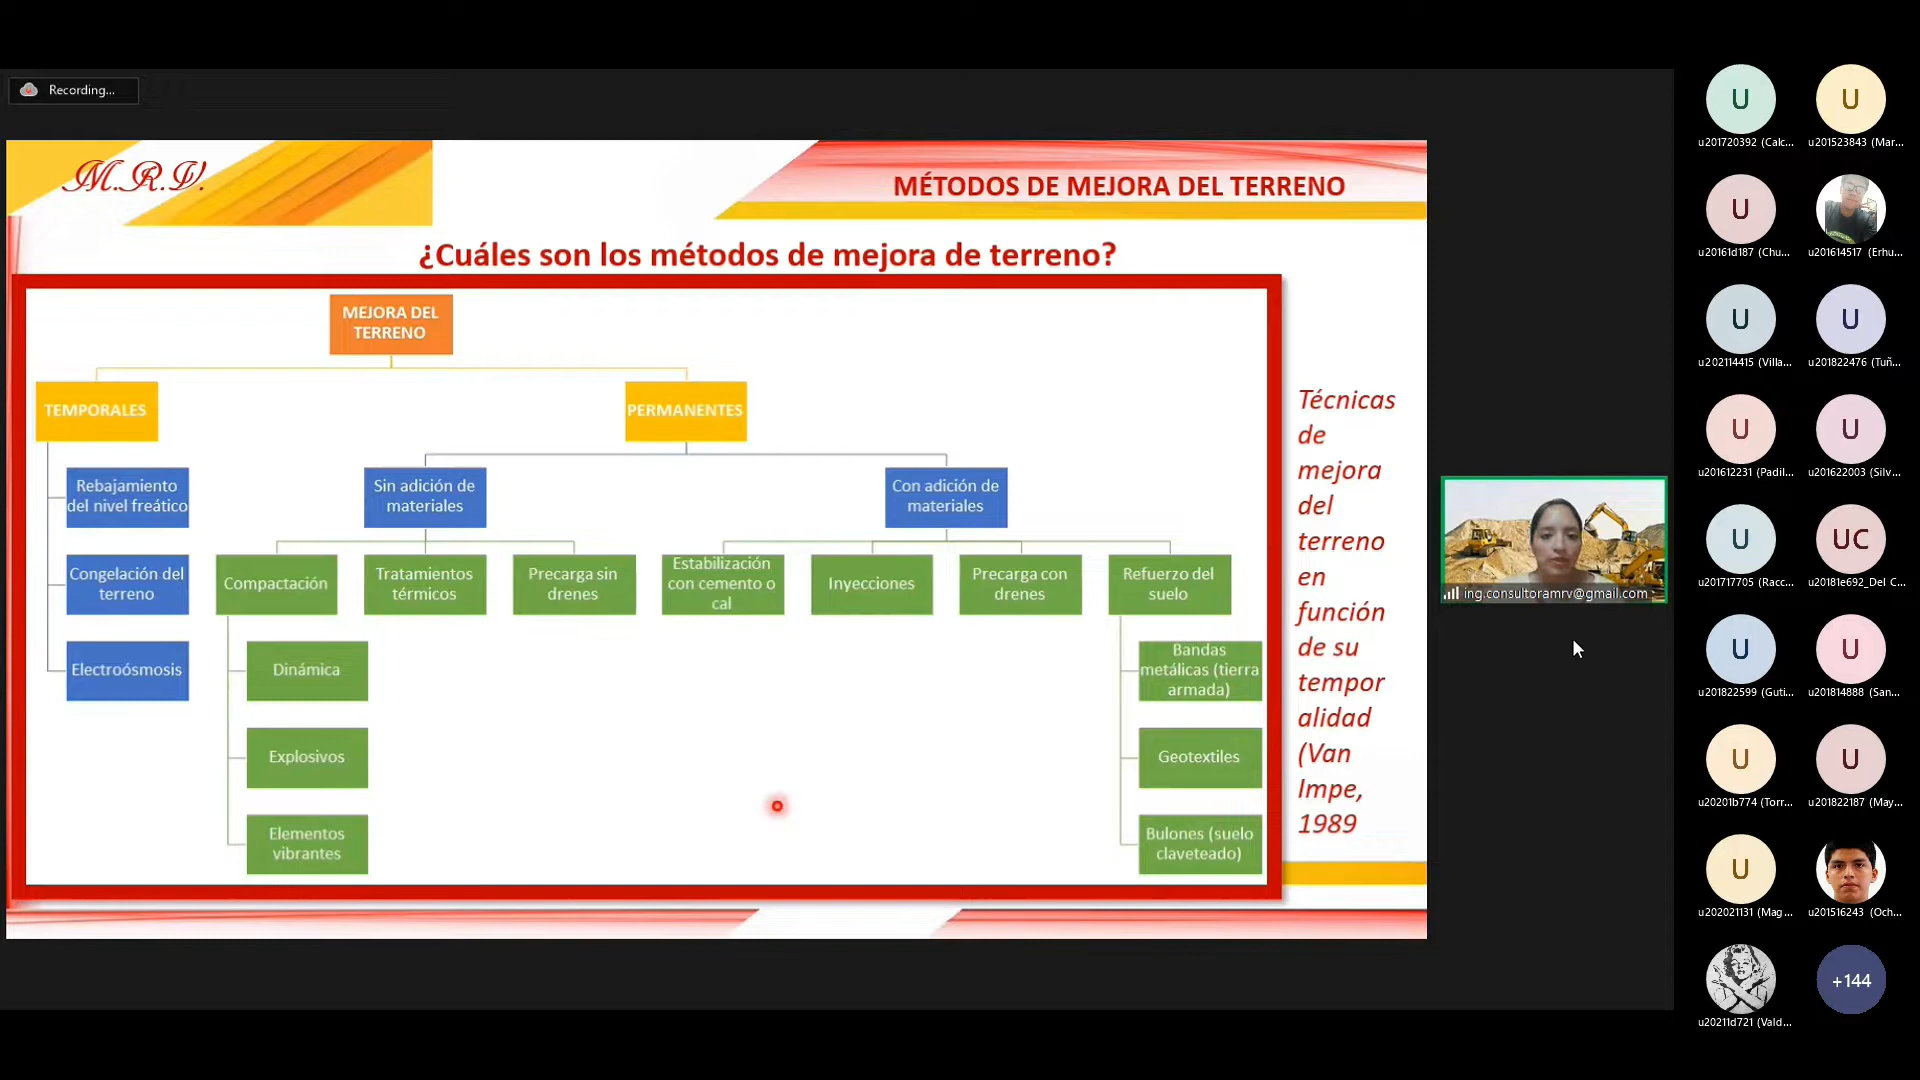 Recording...
M.R.V.
MÉTODOS DE MEJORA DEL TERRENO
¿Cuáles son los métodos de mejora de terreno?
MEJORA DEL
TERRENO
TEMPORALES
PERMANENTES
Rebajamiento
del nivel freático
Sin adición de
materiales
Con adición de
materiales
Congelación del
terreno
Compactación
Tratamientos
térmicos
Precarga sin
drenes
Estabilización
con cemento o
cal
Inyecciones
Precarga con
drenes
Refuerzo del
suelo
Electroósmosis
Dinámica
Bandas
metálicas (tierra
armada)
Explosivos
Geotextiles
Elementos
vibrantes
Bulones (suelo
claveteado)
Técnicas
de
mejora
del
terreno
en
función
de su
tempor
alidad
(Van
Impe,
1989
ing.consultoramrv@gmail.com
U
u201720392 (Calc...
U
u201523843 (Mar...
U
u20161d187 (Chu...
u201614517 (Erhu...
U
u202114415 (Villa...
U
u201822476 (Tuñ...
U
u201612231 (Padil...
U
u201622003 (Silv...
U
u201717705 (Racc...
UC
u20181e692_Del C...
U
u201822599 (Guti...
U
u201814888 (San...
U
u20201b774 (Torr...
U
u201822187 (May...
U
u202021131 (Mag...
u201516243 (Och...
u20211d721 (Vald...
+144